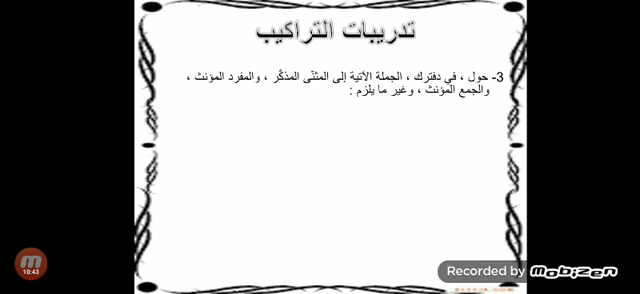 تدريبات التراكيب
3- حول ، في دفترك ، الجملة الآتية إلى المثنّى المذكّر ، والمفرد المؤنث ،
والجمع المؤنث ، وغير ما يلزم :
10:43
Recorded by mobizen